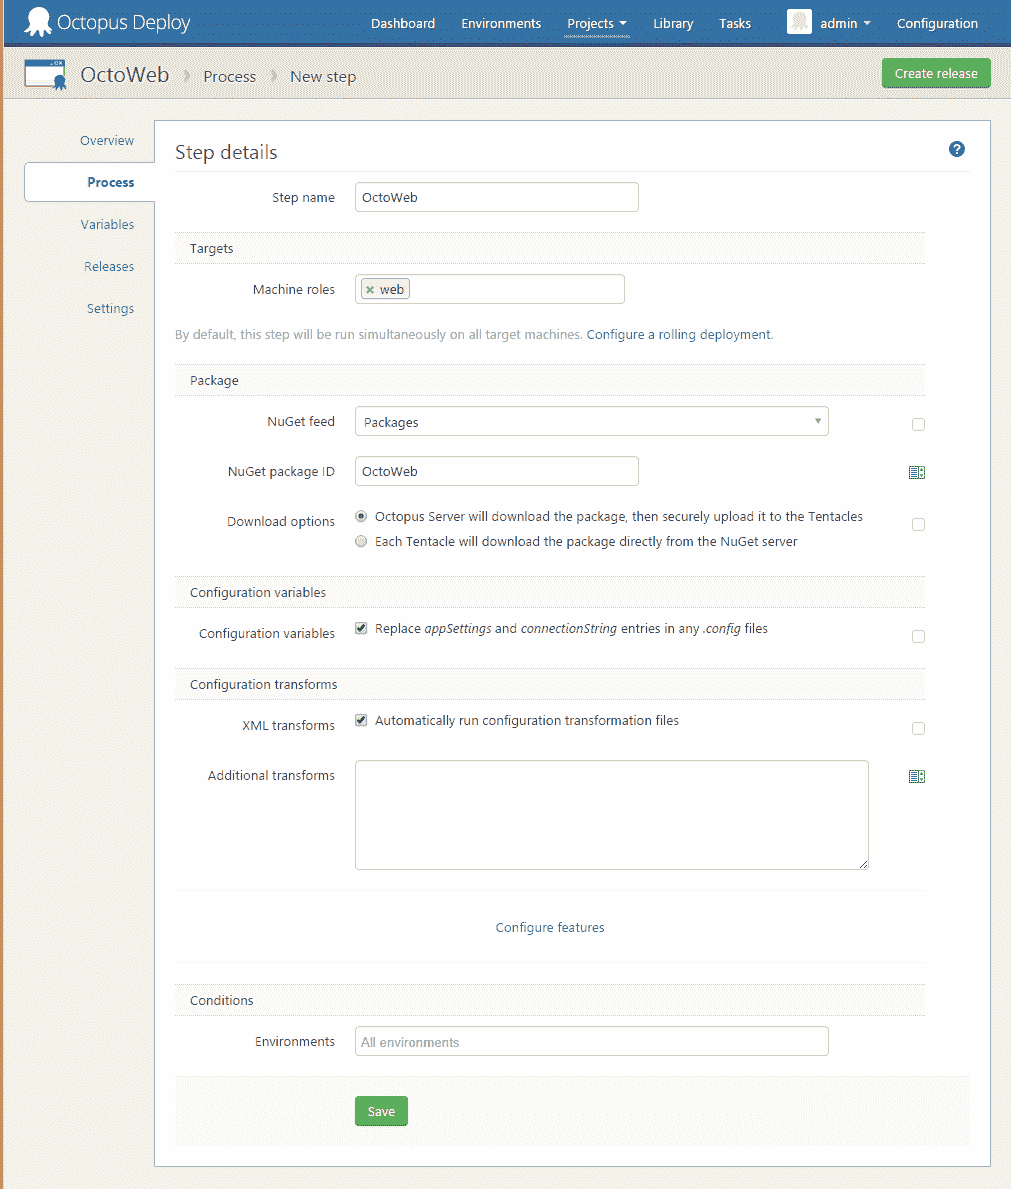 Octopus Deploy Dashboard Environments Projects Library Tasks admin Configuration
OctoWeb Process New step Create release
Overview
Process
Variables
Releases
Settings
Step details
Step name OctoWeb
Targets
Machine roles × web
By default, this step will be run simultaneously on all target machines. Configure a rolling deployment.
Package
NuGet feed Packages
NuGet package ID OctoWeb
Download options Octopus Server will download the package, then securely upload it to the Tentacles
Each Tentacle will download the package directly from the NuGet server
Configuration variables
Configuration variables Replace appSettings and connectionString entries in any .config files
Configuration transforms
XML transforms Automatically run configuration transformation files
Additional transforms
Configure features
Conditions
Environments All environments
Save